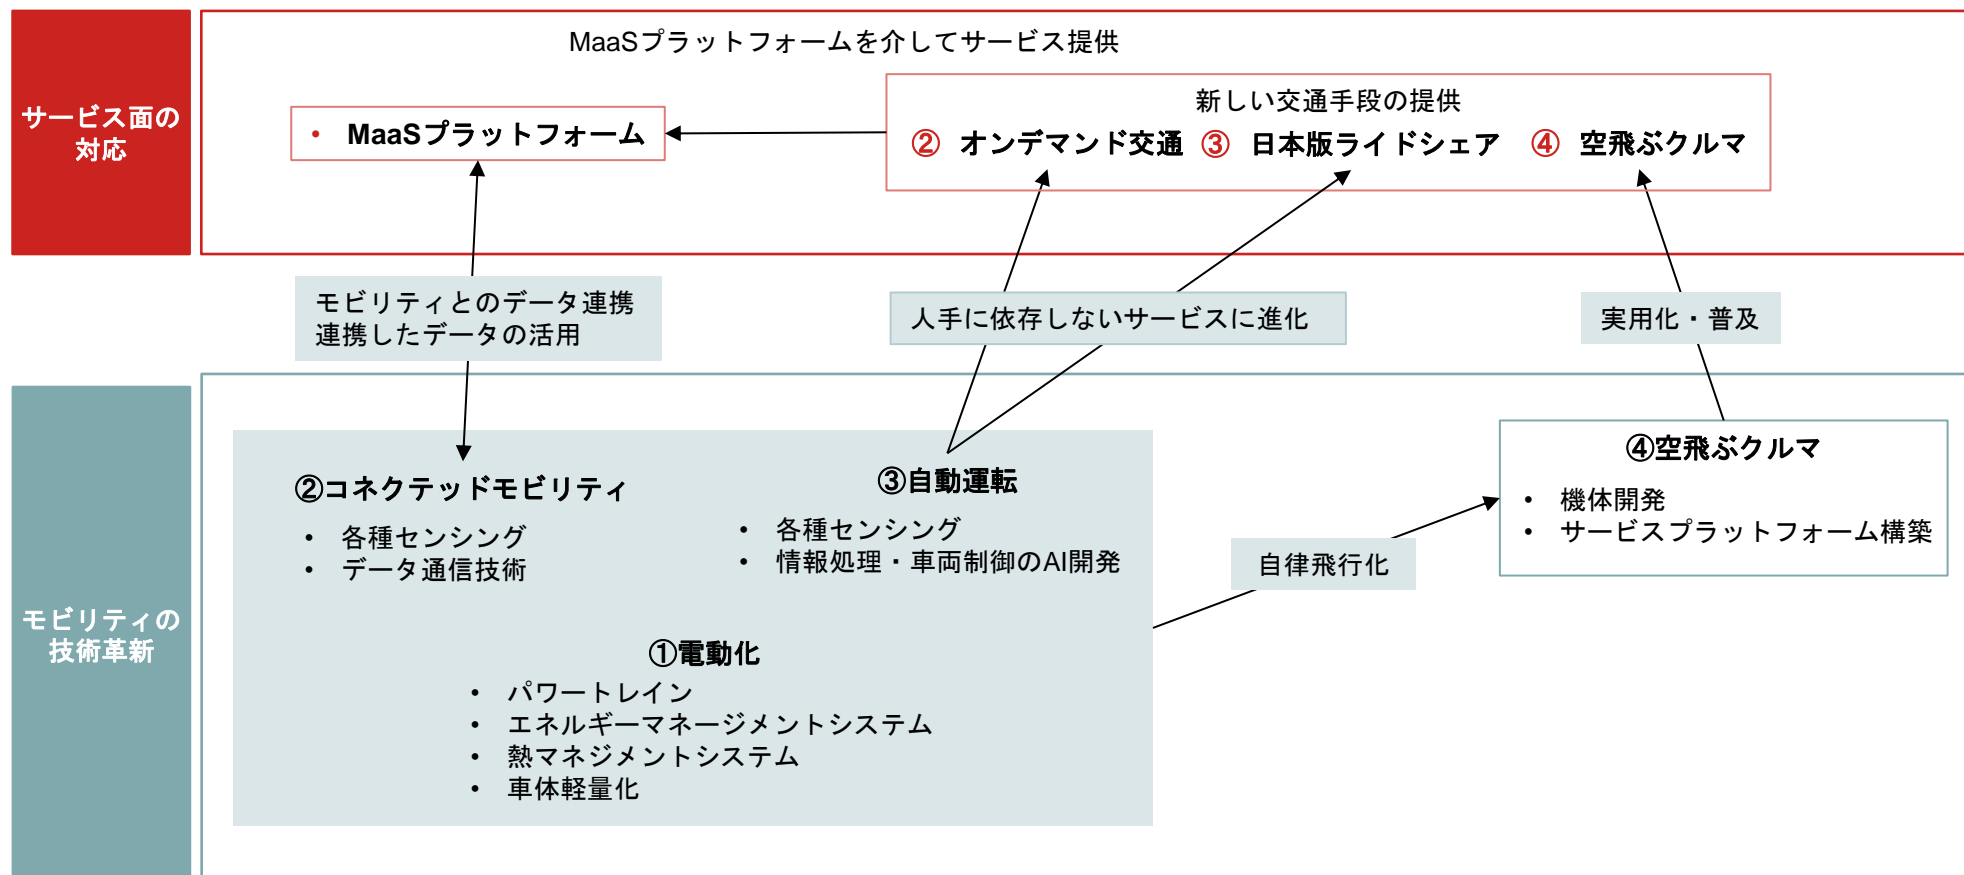 サービス面の
対応
MaaSプラットフォームを介してサービス提供
• MaaSプラットフォーム
新しい交通手段の提供
② オンデマンド交通 ③ 日本版ライドシェア ④ 空飛ぶクルマ
モビリティとのデータ連携
連携したデータの活用
人手に依存しないサービスに進化
実用化・普及
モビリティの
技術革新
②コネクテッドモビリティ
• 各種センシング
• データ通信技術
③自動運転
• 各種センシング
• 情報処理・車両制御のAI開発
①電動化
• パワートレイン
• エネルギーマネージメントシステム
• 熱マネジメントシステム
• 車体軽量化
自律飛行化
④空飛ぶクルマ
• 機体開発
• サービスプラットフォーム構築